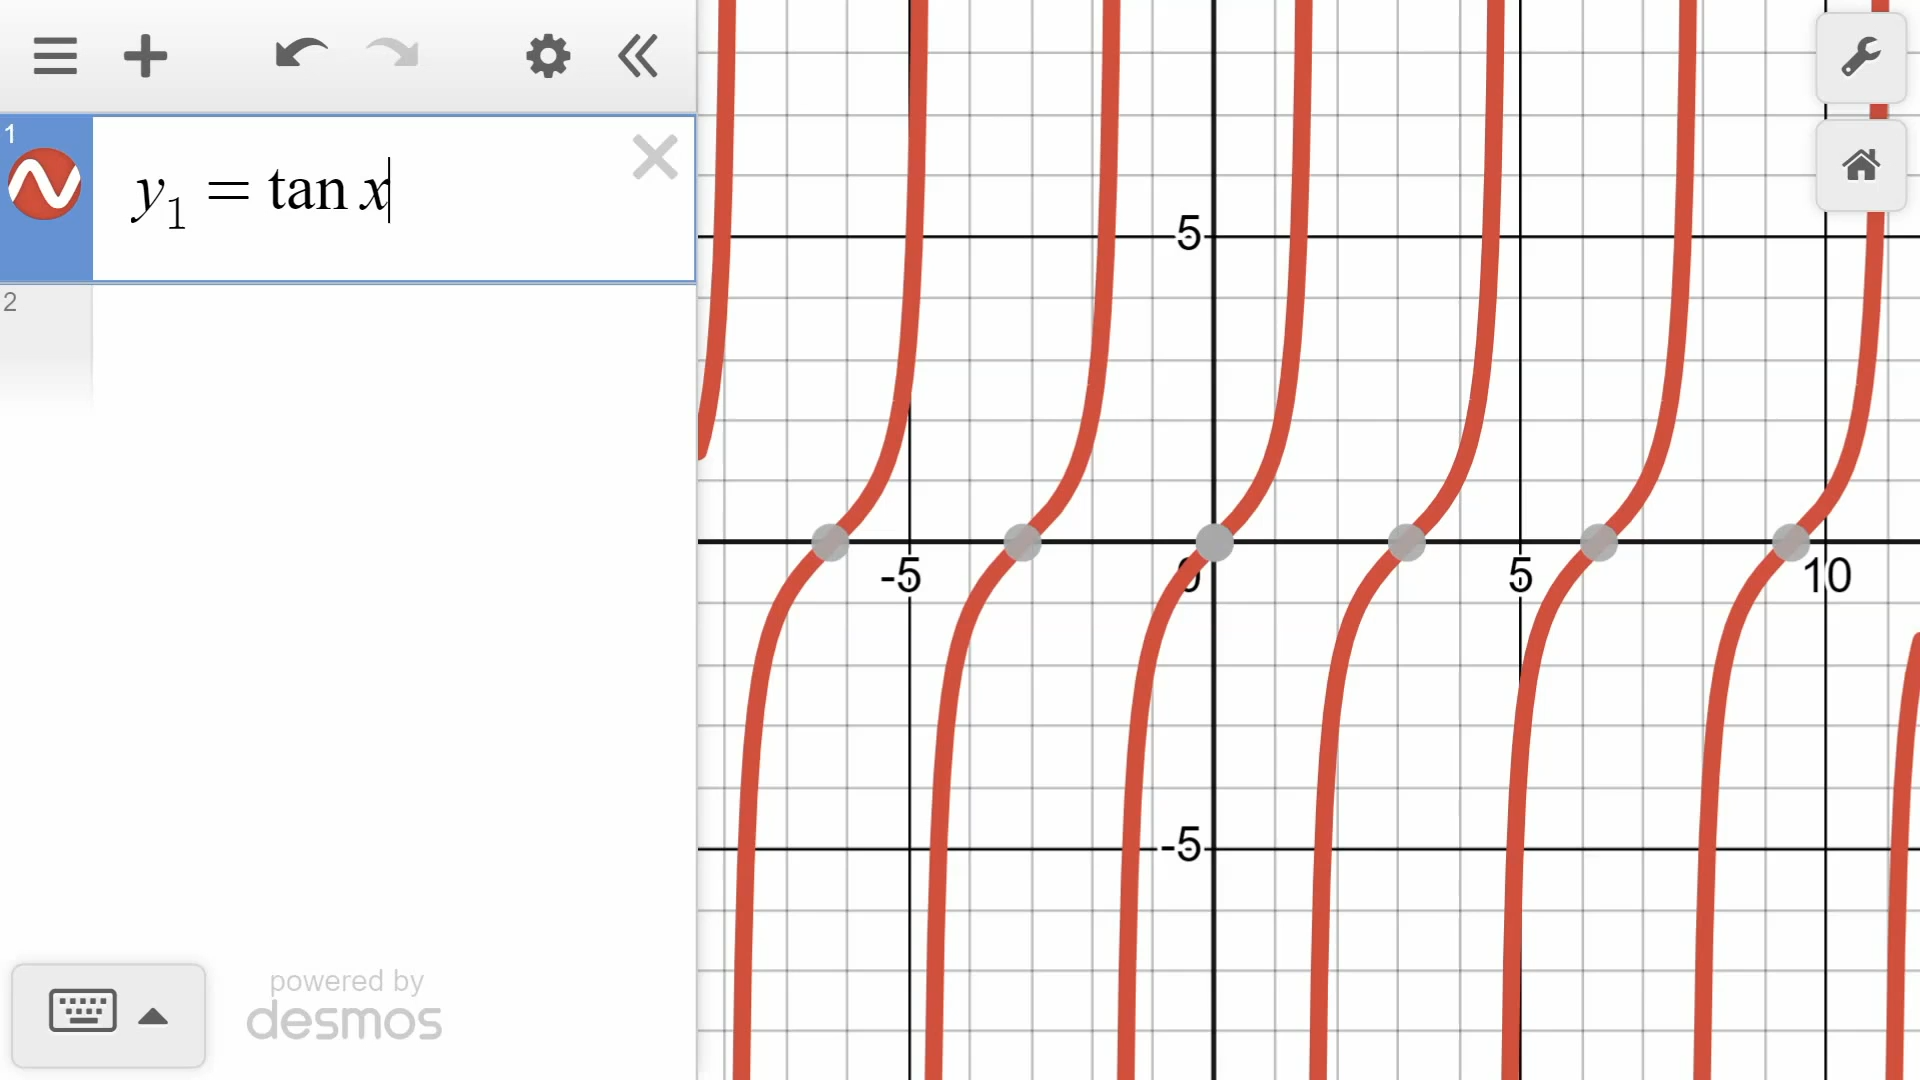 1
y₁ = tan x
2
5
-5
0
5
10
-5
powered by
desmos